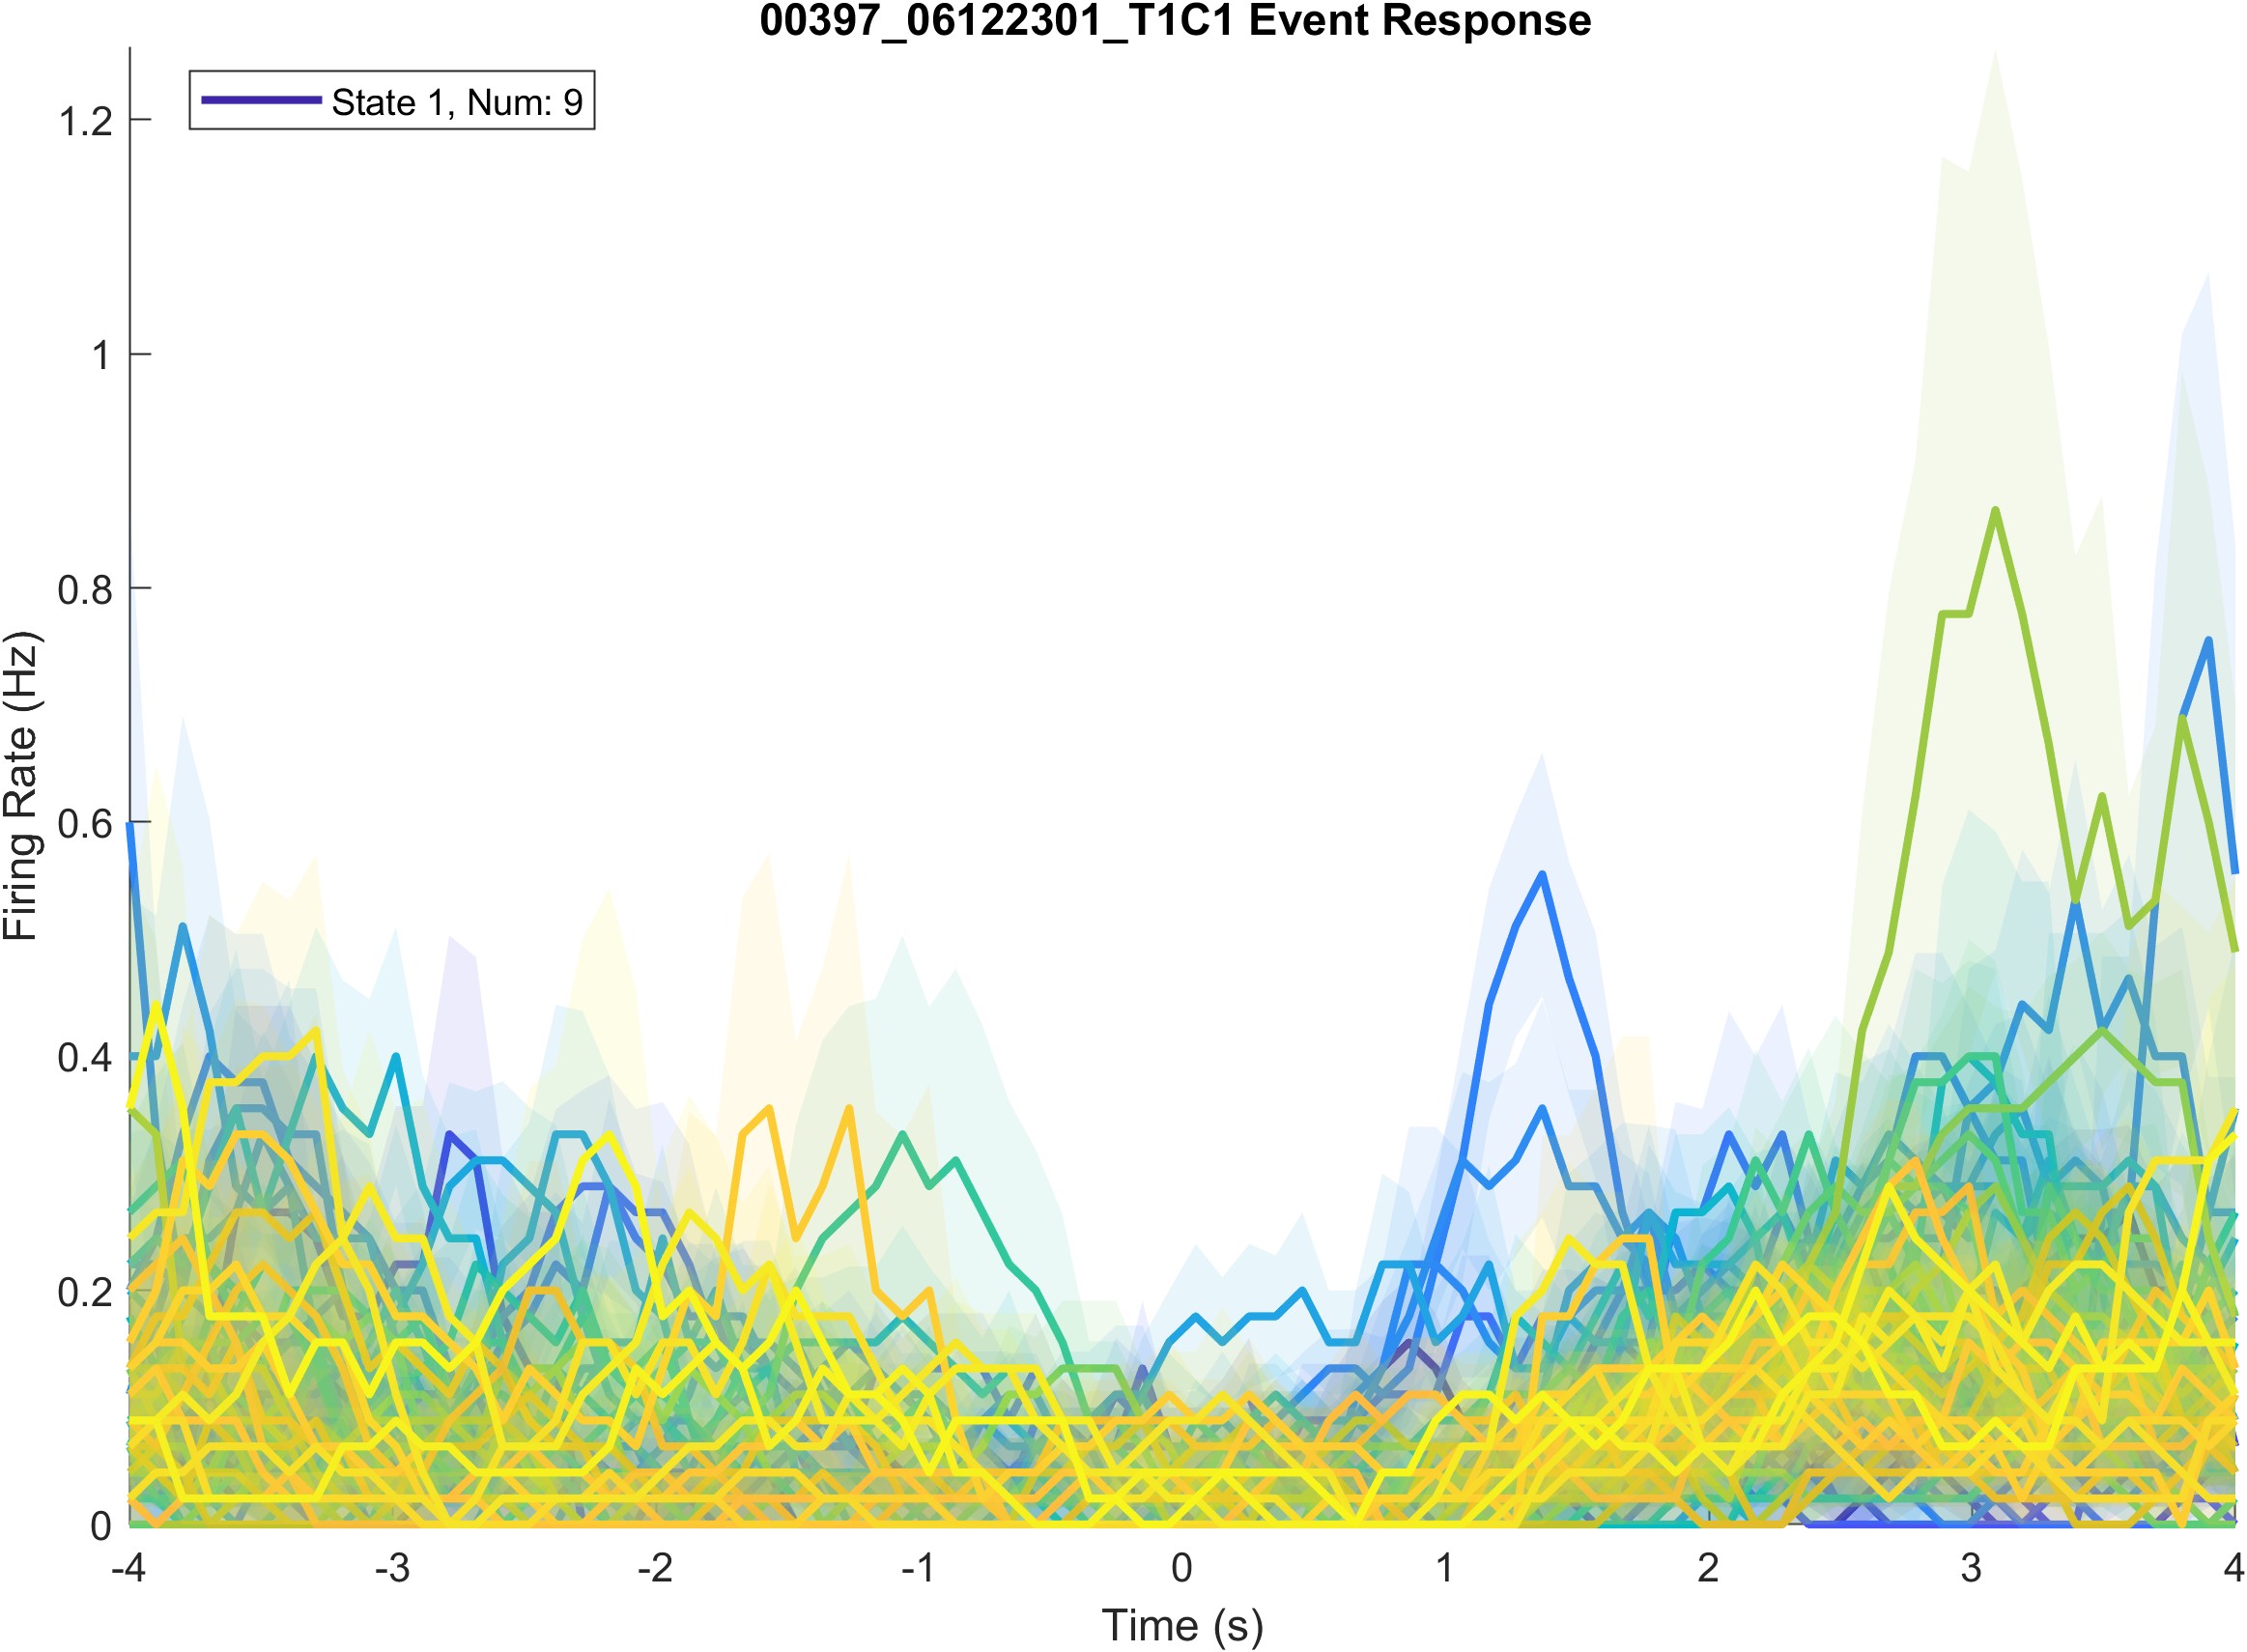 00397_06122301_T1C1 Event Response
State 1, Num: 9
1.2
1
0.8
0.6
0.4
0.2
0
Firing Rate (Hz)
-4 -3 -2 -1 0 1 2 3 4
Time (s)